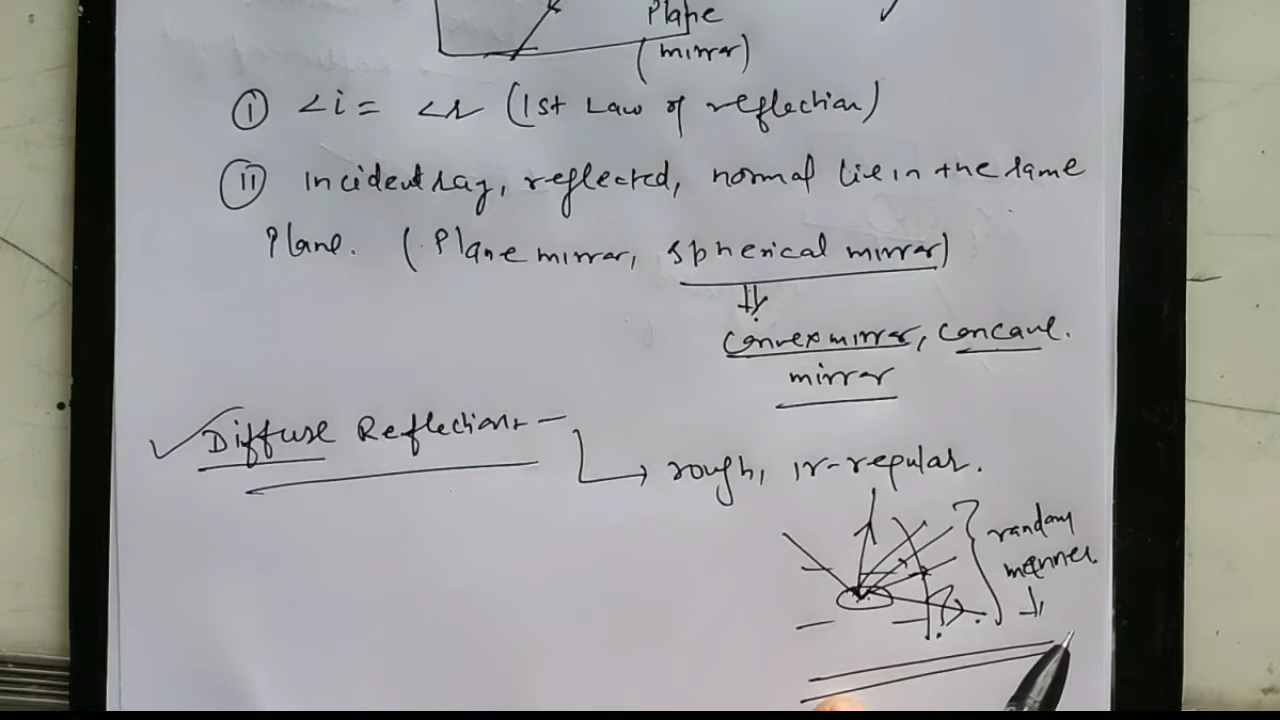 Plane
(mirror)
(i) <i = <r (1st Law of reflection)
(ii) Incident ray, reflected, normal lie in the same
Plane. (Plane mirror, spherical mirror)
Convex mirror, Concave.
mirror
Diffuse Reflection :-
rough, ir-regular.
random
manner